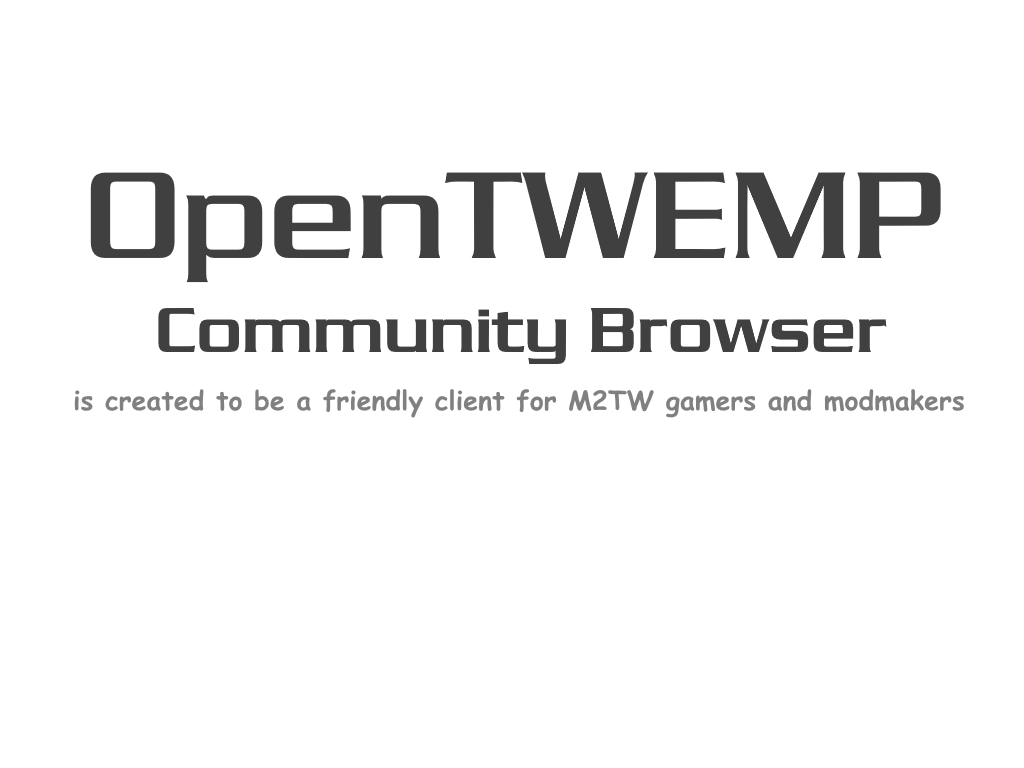 OpenTWEMP
Community Browser
is created to be a friendly client for M2TW gamers and modmakers